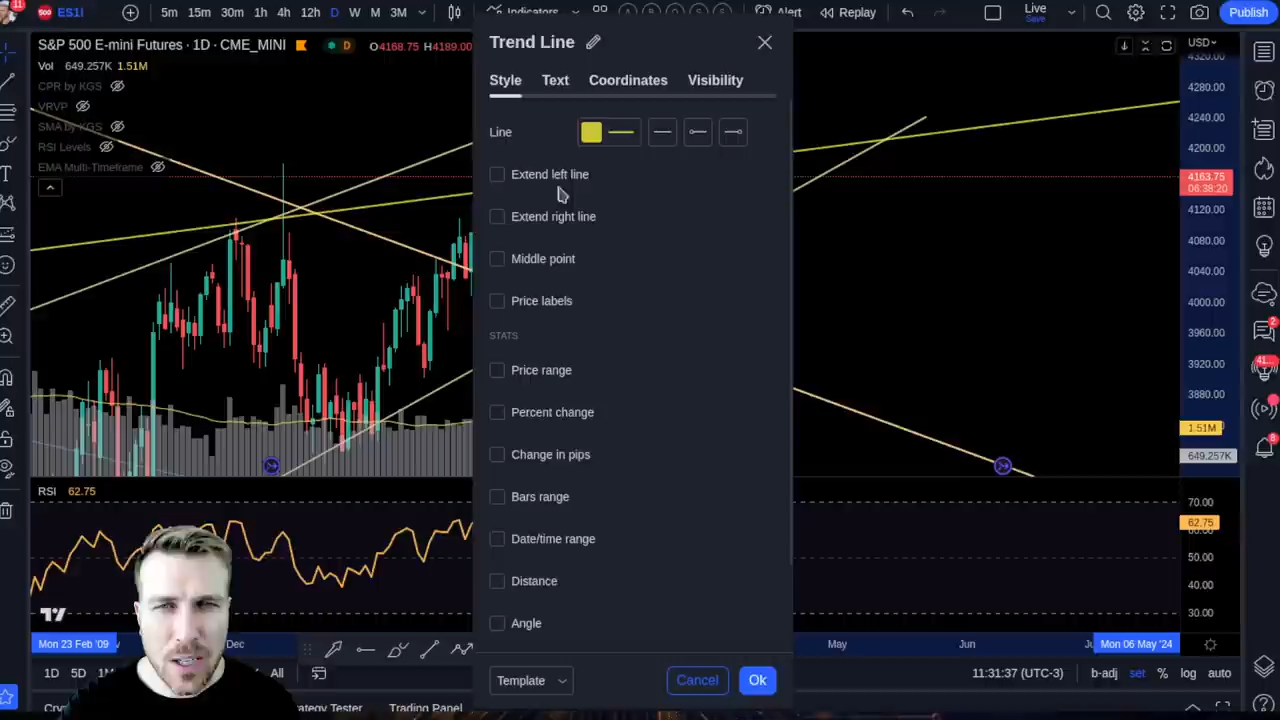 11
500 ES1!
5m 15m 30m 1h 4h 12h D W M 3M
Indicators
Alert
Replay
Live
Save
Publish
S&P 500 E-mini Futures · 1D · CME_MINI
D
O4168.75 H4189.00
Vol 649.257K 1.51M
CPR by KGS
VRVP
SMA by KGS
RSI Levels
EMA Multi-Timeframe
Trend Line
Style Text Coordinates Visibility
Line
Extend left line
Extend right line
Middle point
Price labels
STATS
Price range
Percent change
Change in pips
Bars range
Date/time range
Distance
Angle
Template
Cancel
Ok
USD
4320.00
4280.00
4240.00
4200.00
4163.75
06:38:20
4120.00
4080.00
4040.00
4000.00
3960.00
3920.00
3880.00
1.51M
649.257K
RSI 62.75
70.00
62.75
50.00
40.00
30.00
Mon 23 Feb '09
Dec
May
Jun
Mon 06 May '24
1D 5D 1M
All
11:31:37 (UTC-3)
b-adj set % log auto
Trading Panel
2
41...
6